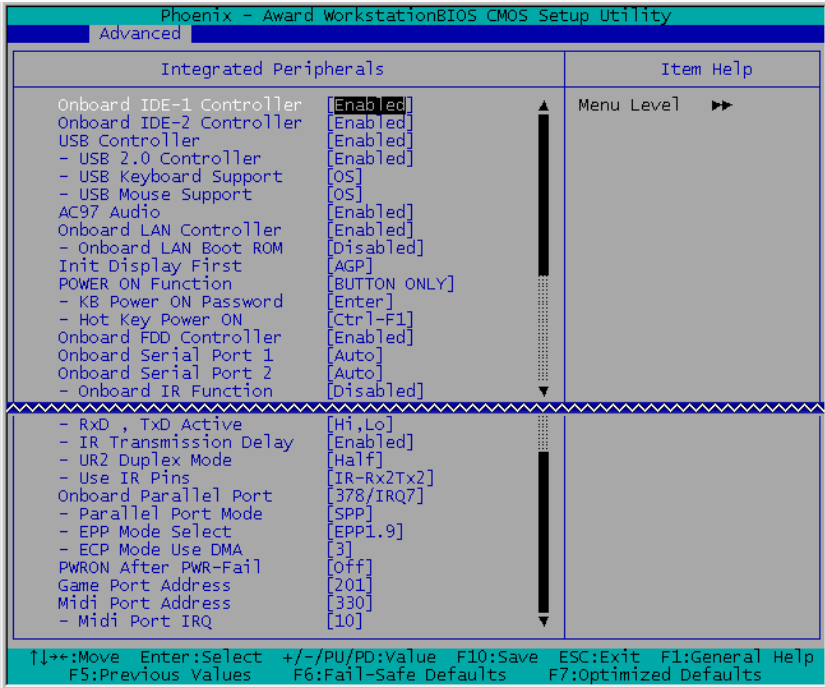 Phoenix - Award WorkstationBIOS CMOS Setup Utility
Advanced
Integrated Peripherals
Item Help
Onboard IDE-1 Controller [Enabled]
Menu Level ▶▶
Onboard IDE-2 Controller [Enabled]
USB Controller [Enabled]
- USB 2.0 Controller [Enabled]
- USB Keyboard Support [OS]
- USB Mouse Support [OS]
AC97 Audio [Enabled]
Onboard LAN Controller [Enabled]
- Onboard LAN Boot ROM [Disabled]
Init Display First [AGP]
POWER ON Function [BUTTON ONLY]
- KB Power ON Password [Enter]
- Hot Key Power ON [Ctrl-F1]
Onboard FDD Controller [Enabled]
Onboard Serial Port 1 [Auto]
Onboard Serial Port 2 [Auto]
- Onboard IR Function [Disabled]
- RxD , TxD Active [Hi,Lo]
- IR Transmission Delay [Enabled]
- UR2 Duplex Mode [Half]
- Use IR Pins [IR-Rx2Tx2]
Onboard Parallel Port [378/IRQ7]
- Parallel Port Mode [SPP]
- EPP Mode Select [EPP1.9]
- ECP Mode Use DMA [3]
PWRON After PWR-Fail [Off]
Game Port Address [201]
Midi Port Address [330]
- Midi Port IRQ [10]
↑↓→←:Move Enter:Select +/-/PU/PD:Value F10:Save ESC:Exit F1:General Help
F5:Previous Values F6:Fail-Safe Defaults F7:Optimized Defaults